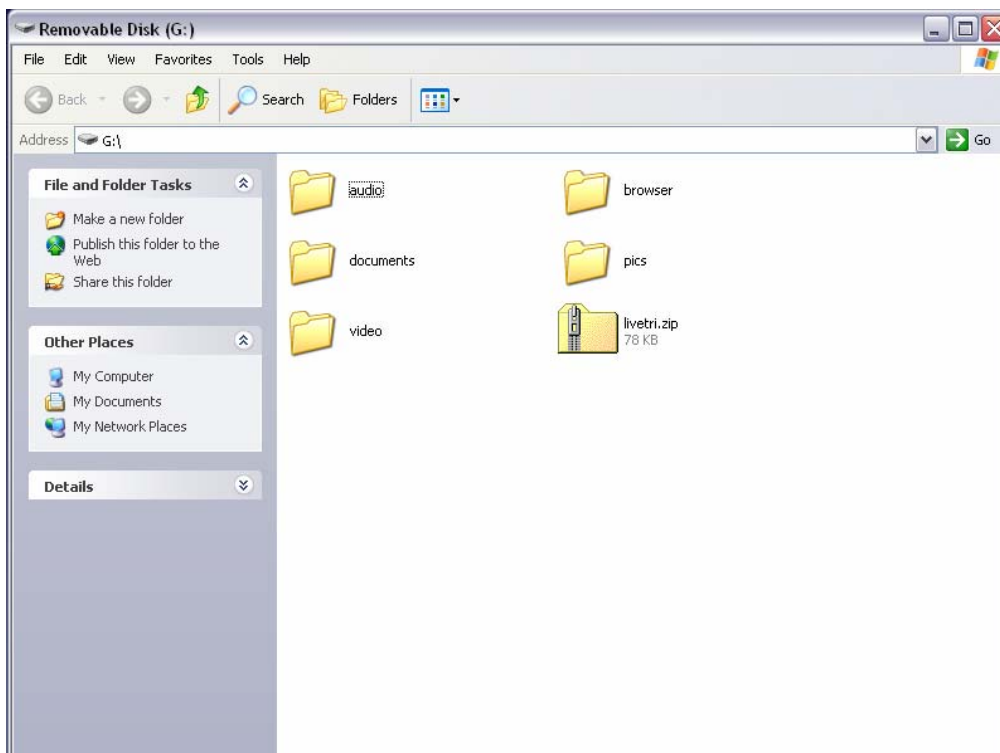 Removable Disk (G:)
File Edit View Favorites Tools Help
Back Search Folders
Address G:\ Go
File and Folder Tasks
Make a new folder
Publish this folder to the
Web
Share this folder
Other Places
My Computer
My Documents
My Network Places
Details
audio browser
documents pics
video livetri.zip
78 KB